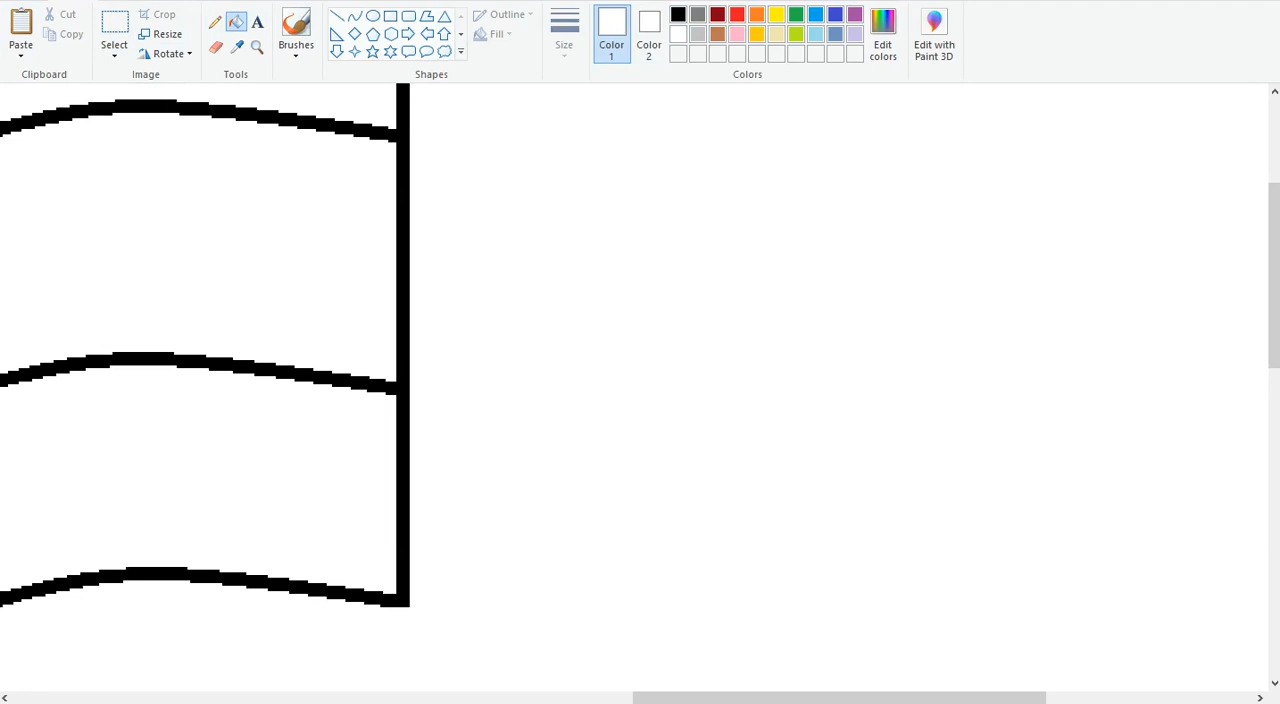 Paste
Cut
Copy
Clipboard
Select
Crop
Resize
Rotate
Image
A
Tools
Brushes
Shapes
Outline
Fill
Size
Color
1
Color
2
Colors
Edit
colors
Edit with
Paint 3D